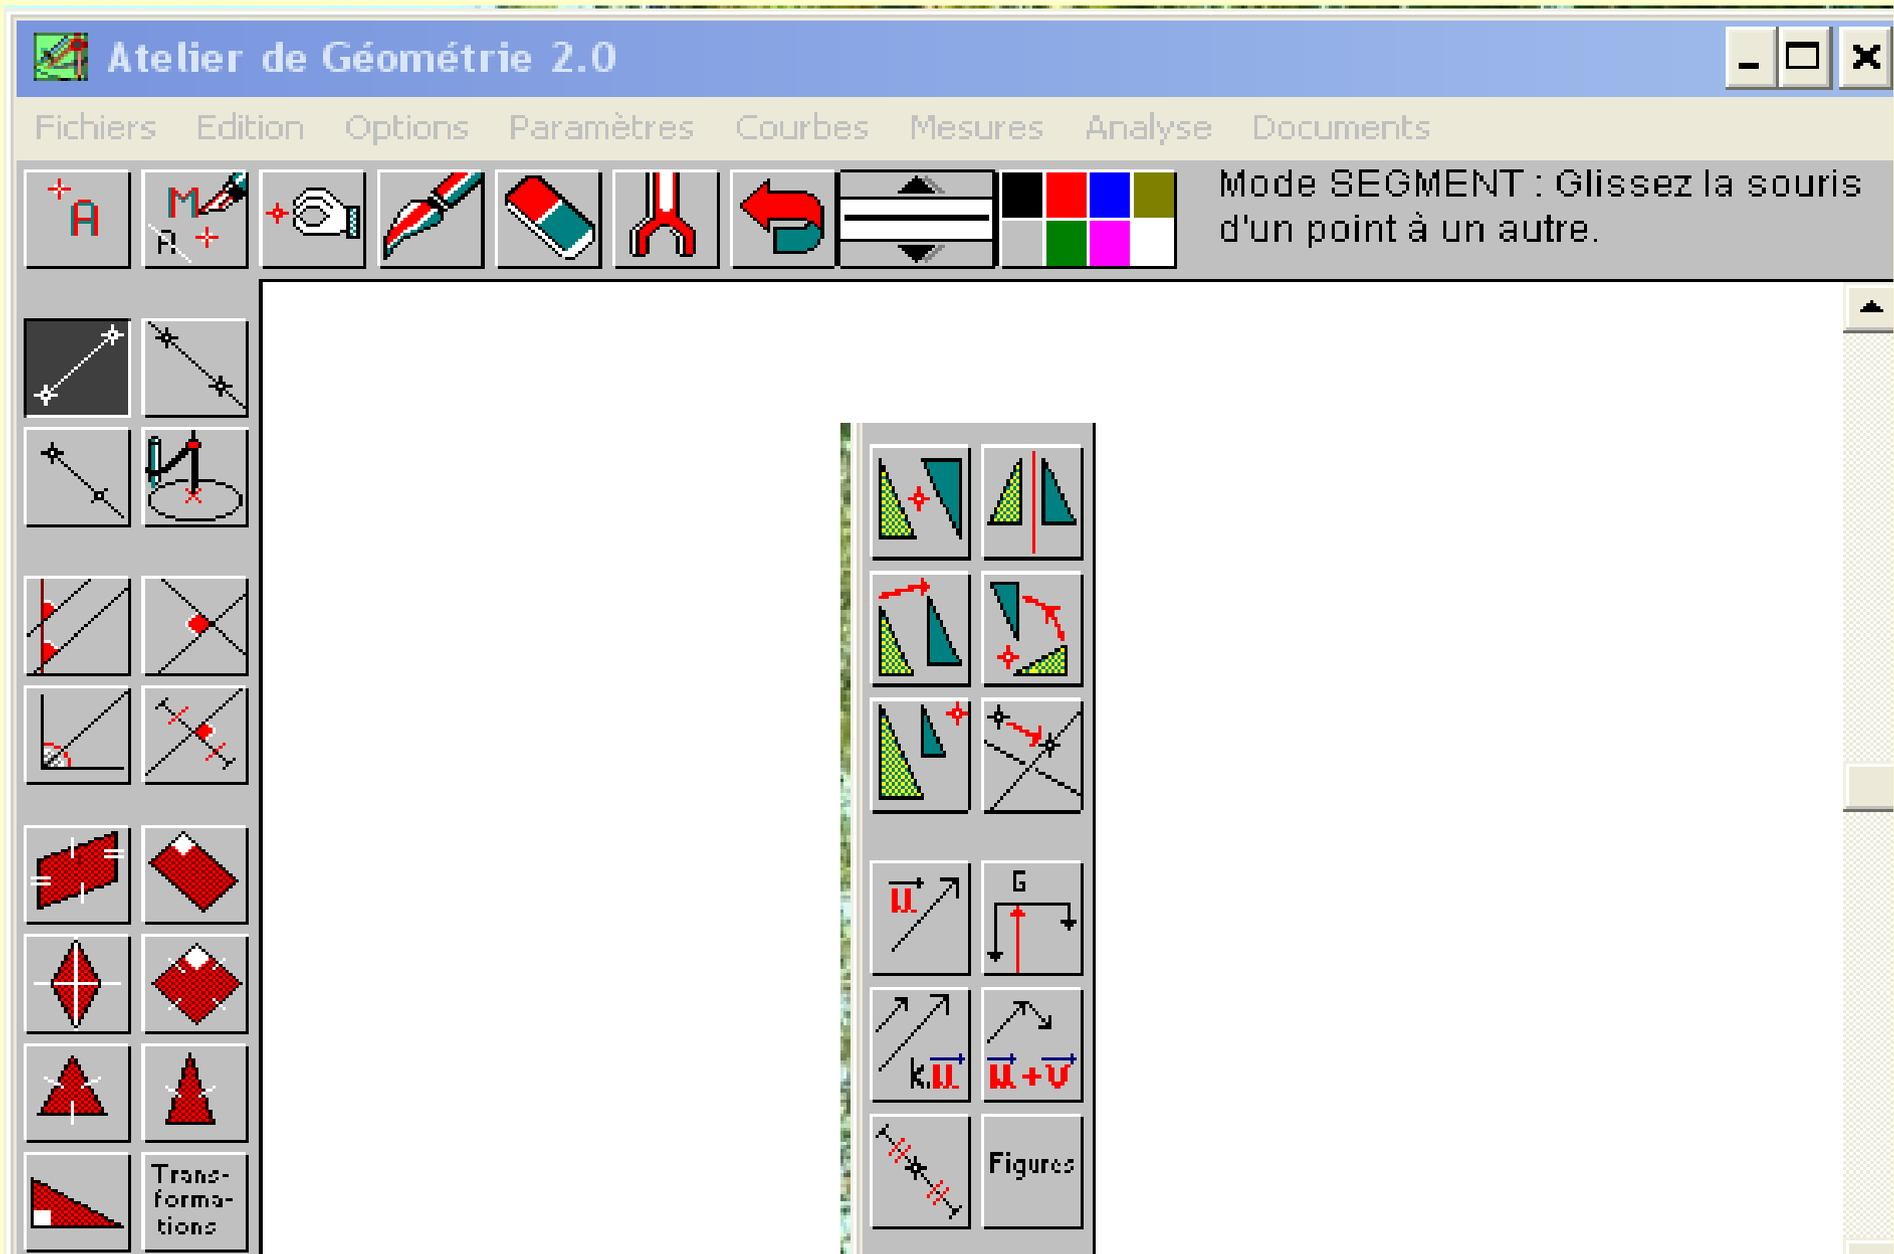 Atelier de Géométrie 2.0
Fichiers Edition Options Paramètres Courbes Mesures Analyse Documents
A
M
A
Mode SEGMENT : Glissez la souris
d'un point à un autre.
u
G
k.u
u+v
Trans-
forma-
tions
Figures